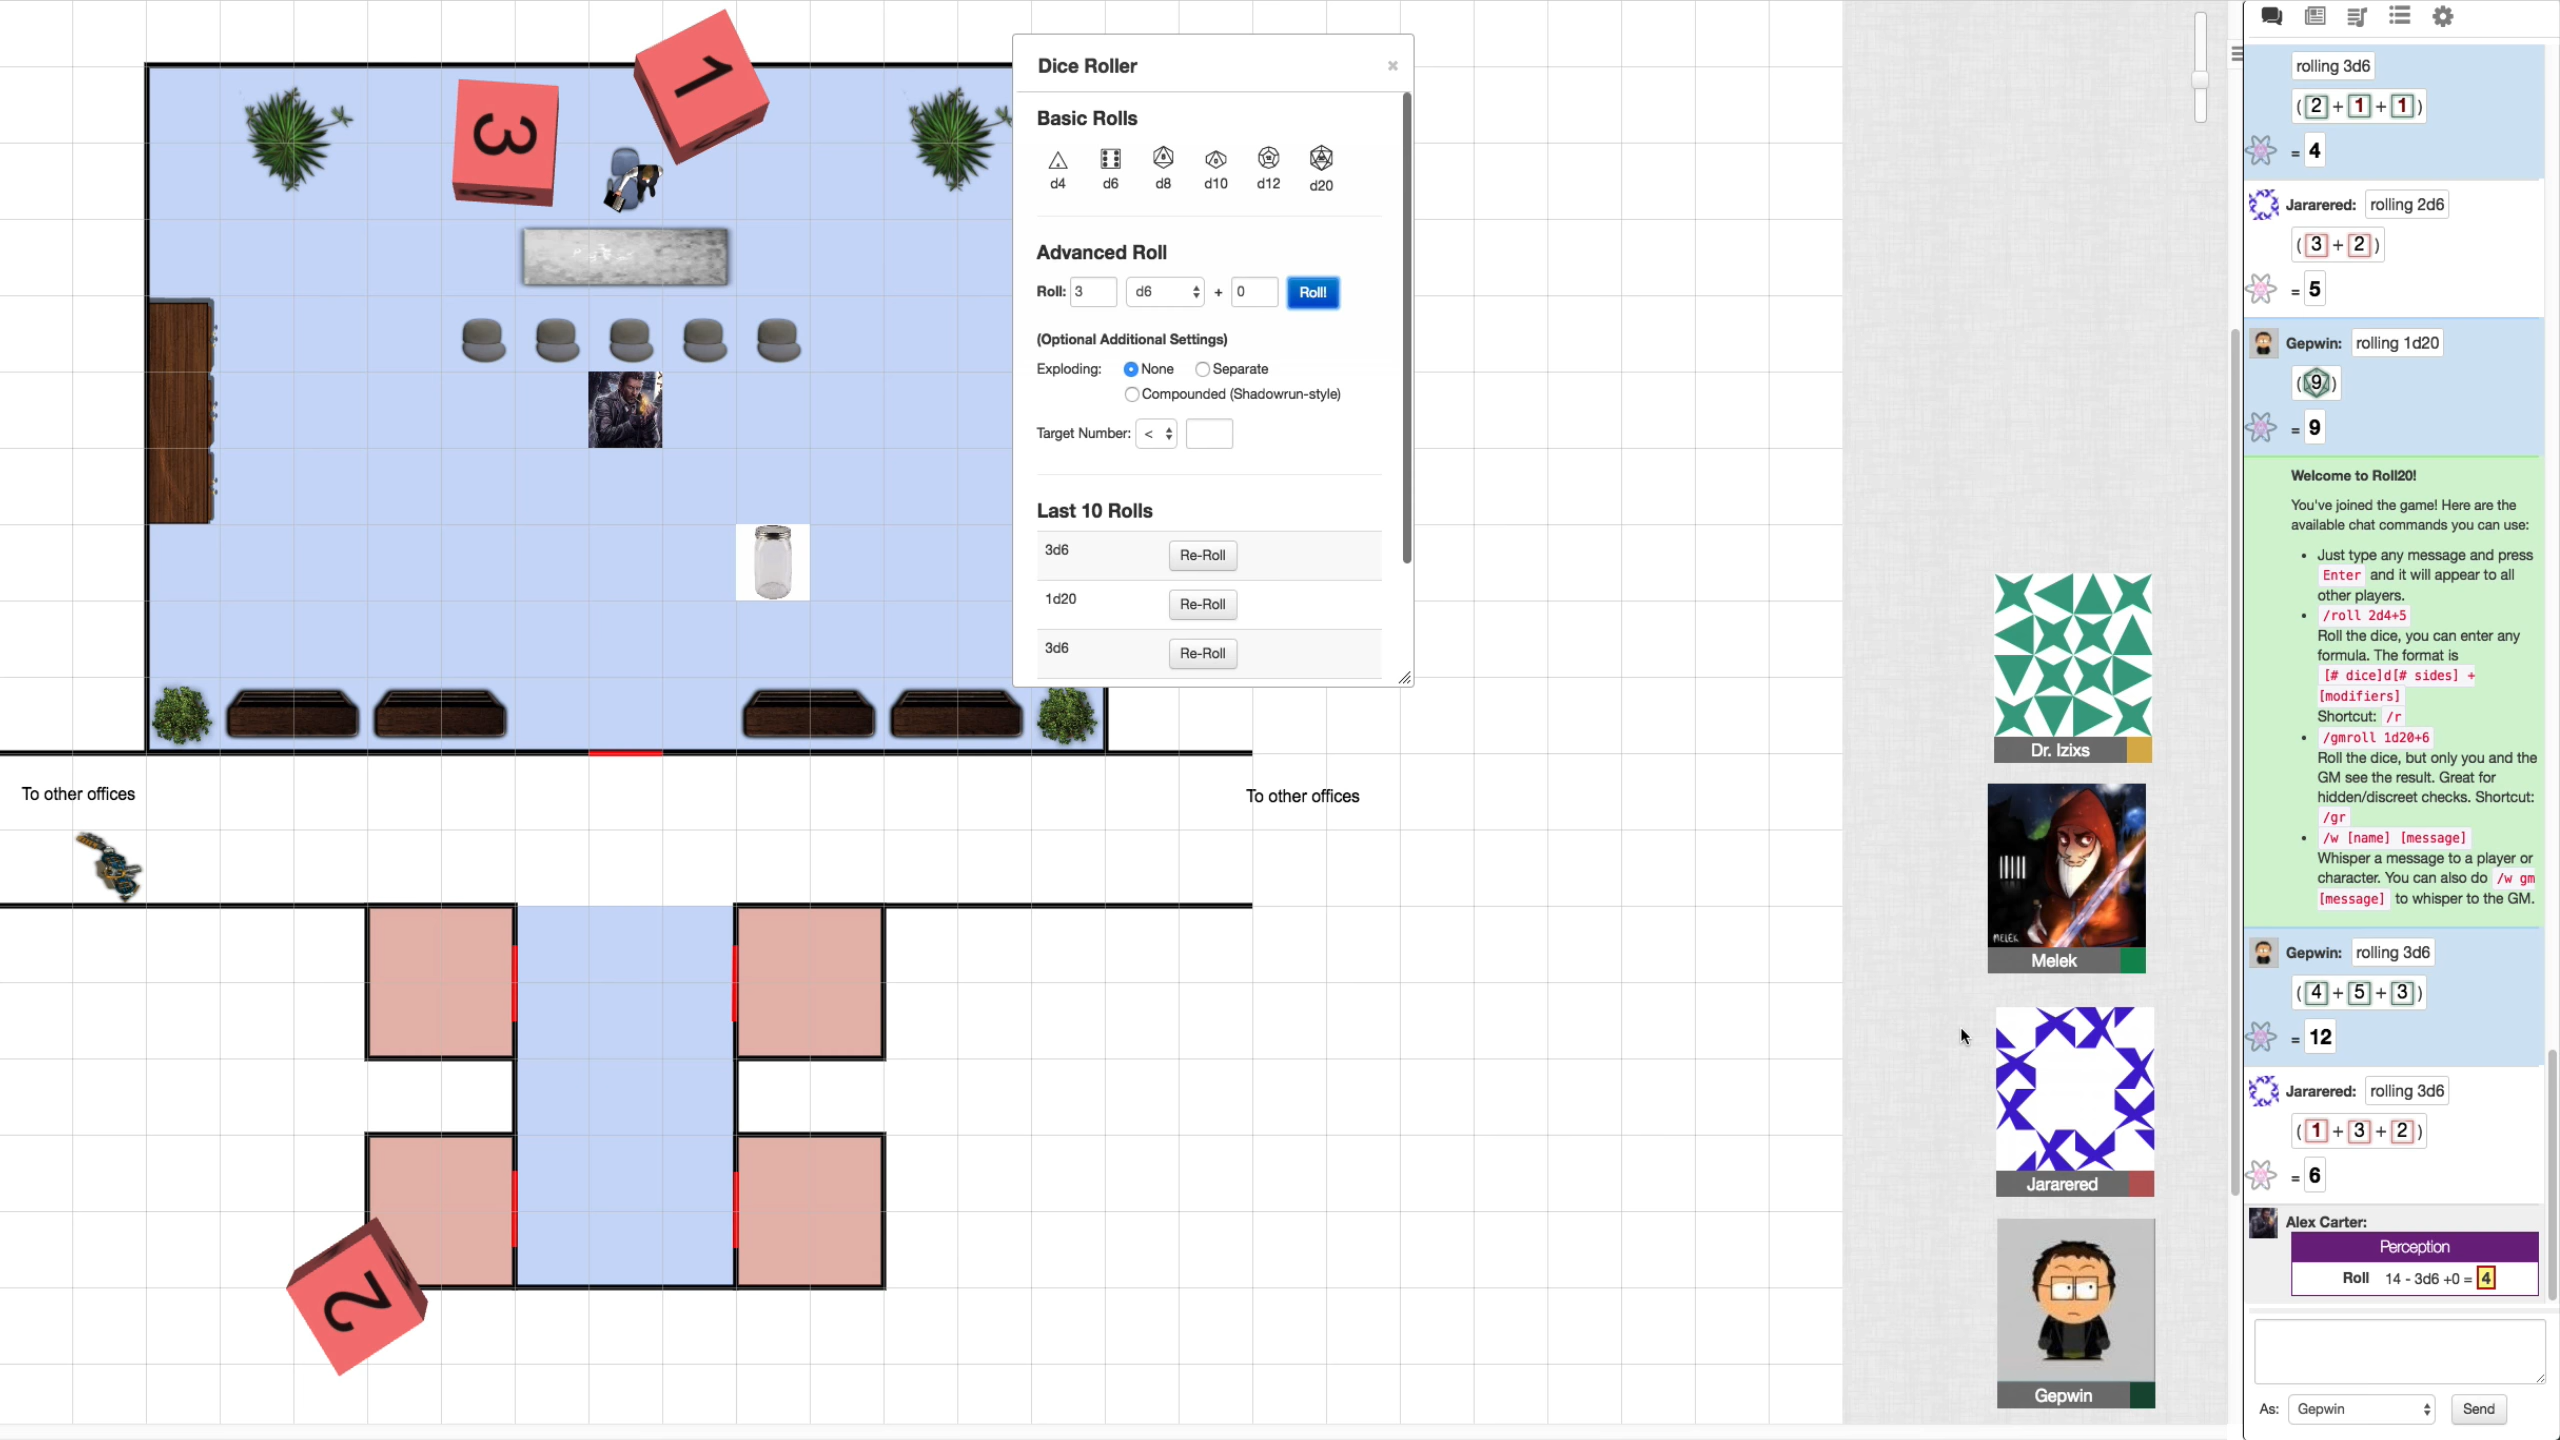 3
1
To other offices
To other offices
2
Dice Roller
×
Basic Rolls
d4
d6
d8
d10
d12
d20
Advanced Roll
Roll: 3 d6 + 0 Roll!
(Optional Additional Settings)
Exploding: None Separate
Compounded (Shadowrun-style)
Target Number: <
Last 10 Rolls
3d6 Re-Roll
1d20 Re-Roll
3d6 Re-Roll
Dr. Izixs
MELEK
Melek
Jararered
Gepwin
rolling 3d6
(2+1+1)
= 4
Jararered: rolling 2d6
(3+2)
= 5
Gepwin: rolling 1d20
(9)
= 9
Welcome to Roll20!
You've joined the game! Here are the
available chat commands you can use:
• Just type any message and press
Enter and it will appear to all
other players.
• /roll 2d4+5
Roll the dice, you can enter any
formula. The format is
[# dice]d[# sides] +
[modifiers]
Shortcut: /r
• /gmroll 1d20+6
Roll the dice, but only you and the
GM see the result. Great for
hidden/discreet checks. Shortcut:
/gr
• /w [name] [message]
Whisper a message to a player or
character. You can also do /w gm
[message] to whisper to the GM.
Gepwin: rolling 3d6
(4+5+3)
= 12
Jararered: rolling 3d6
(1+3+2)
= 6
Alex Carter:
Perception
Roll 14 - 3d6 +0 = 4
As: Gepwin Send